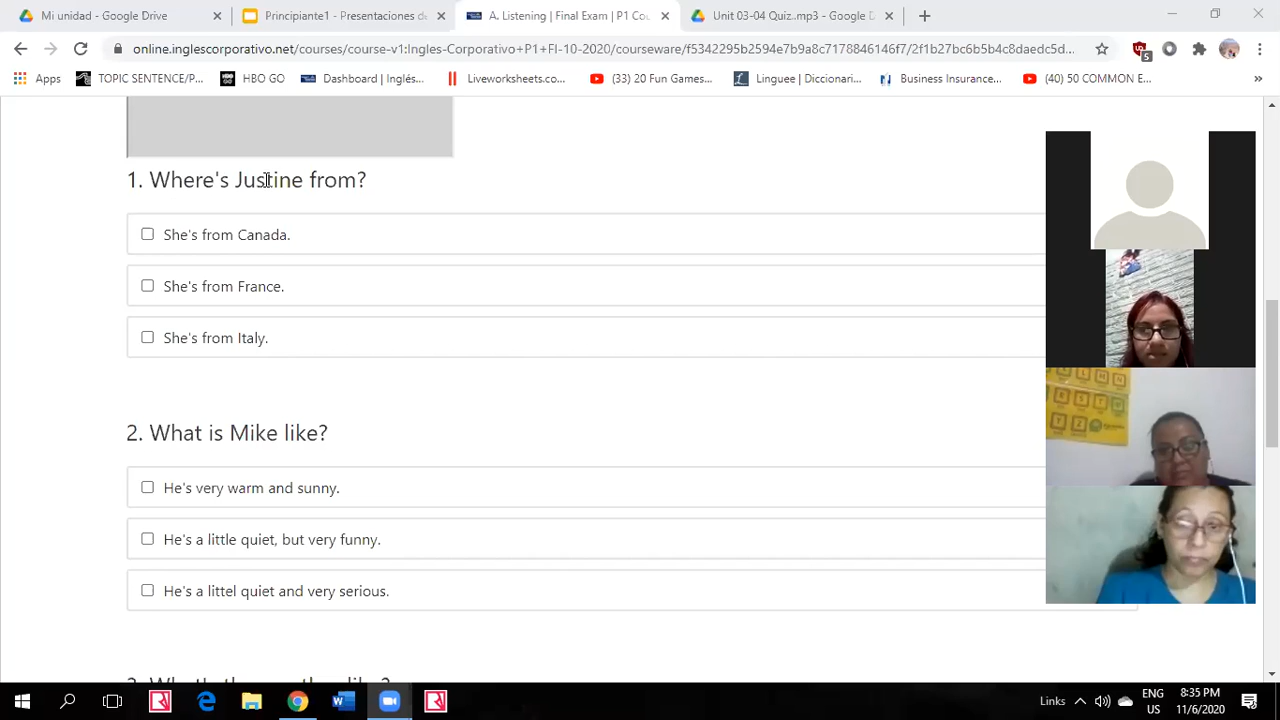 Mi unidad - Google Drive
Principiante1 - Presentaciones de
A. Listening | Final Exam | P1 Cou
Unit 03-04 Quiz..mp3 - Google D
online.inglescorporativo.net/courses/course-v1:Ingles-Corporativo+P1+FI-10-2020/courseware/f5342295b2594e7b9a8c7178846146f7/2f1b27bc6b5b4c8daedc5d...
5
Apps
TOPIC SENTENCE/P...
HBO GO
Dashboard | Inglés...
Liveworksheets.co...
(33) 20 Fun Games...
Linguee | Diccionari...
Business Insurance...
(40) 50 COMMON E...
»
1. Where's Justine from?
She's from Canada.
She's from France.
She's from Italy.
2. What is Mike like?
He's very warm and sunny.
He's a little quiet, but very funny.
He's a littel quiet and very serious.
Links
ENG
US
8:35 PM
11/6/2020